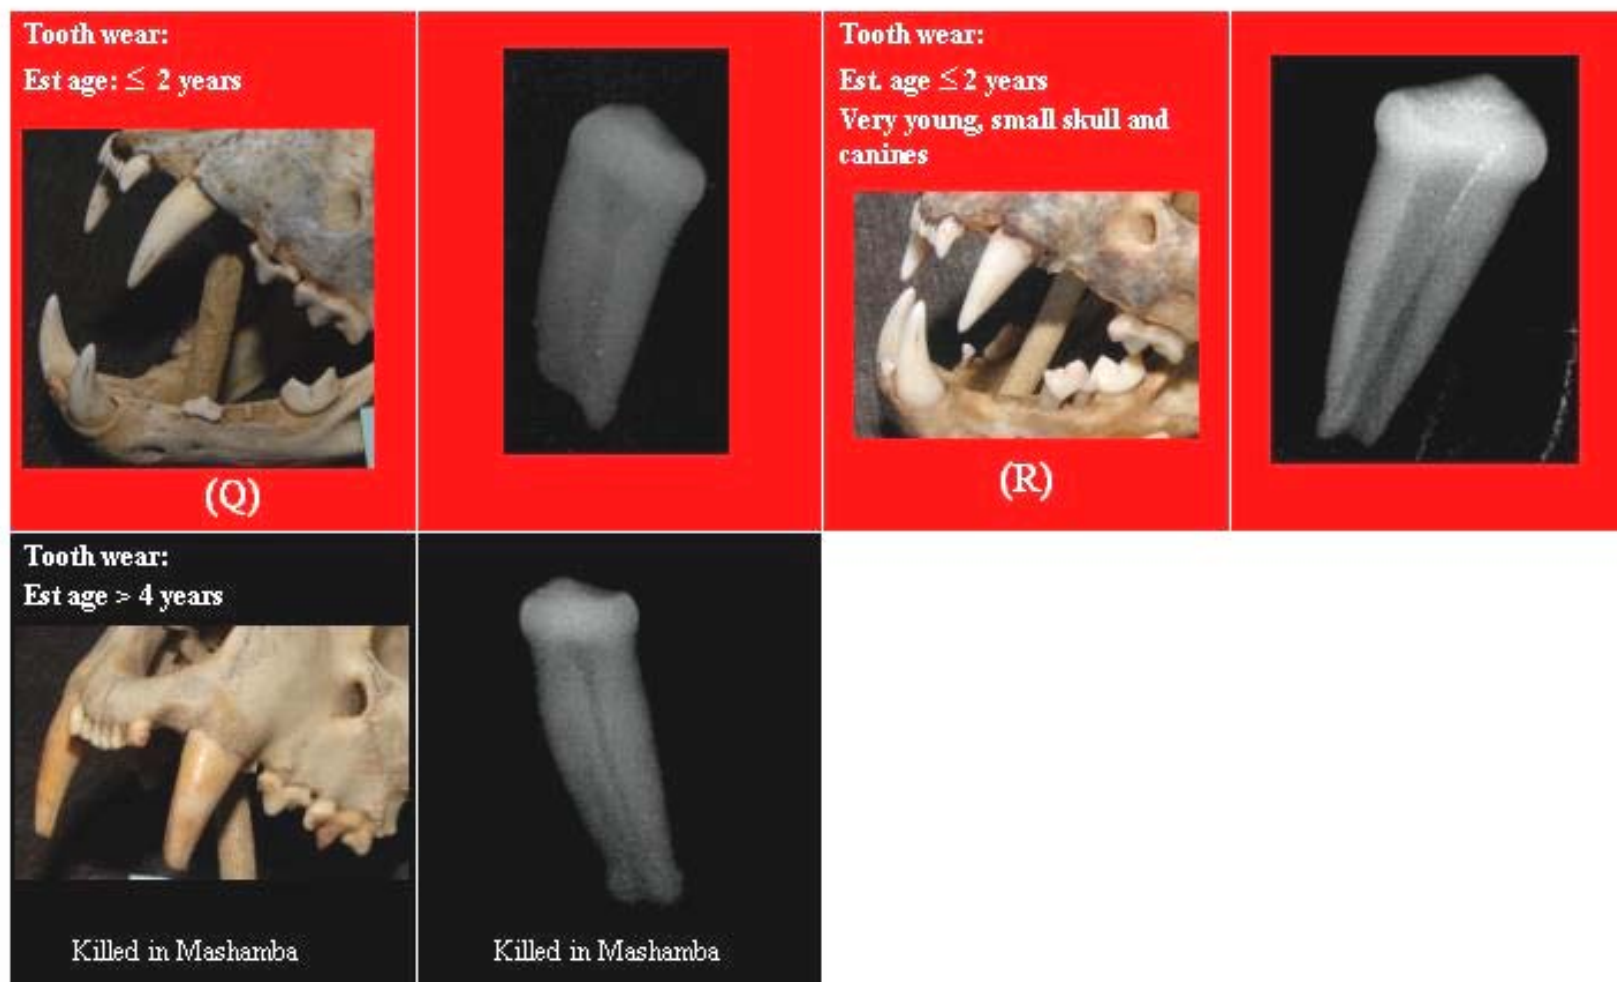 Tooth wear:
Est age: ≤ 2 years
(Q)
Tooth wear:
Est. age ≤ 2 years
Very young, small skull and
canines
(R)
Tooth wear:
Est age > 4 years
Killed in Mashamba
Killed in Mashamba